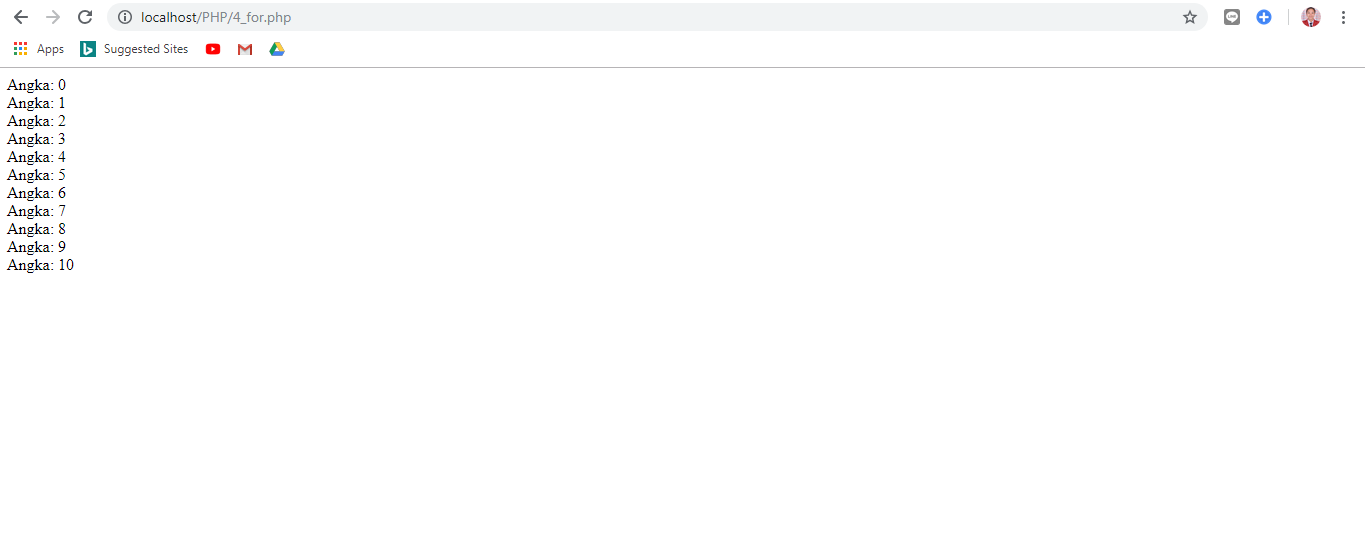 localhost/PHP/4_for.php
Apps Suggested Sites
Angka: 0
Angka: 1
Angka: 2
Angka: 3
Angka: 4
Angka: 5
Angka: 6
Angka: 7
Angka: 8
Angka: 9
Angka: 10